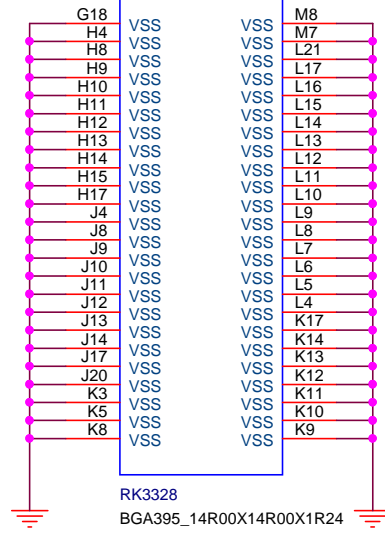 G18 VSS VSS M8
H4 VSS VSS M7
H8 VSS VSS L21
H9 VSS VSS L17
H10 VSS VSS L16
H11 VSS VSS L15
H12 VSS VSS L14
H13 VSS VSS L13
H14 VSS VSS L12
H15 VSS VSS L11
H17 VSS VSS L10
J4 VSS VSS L9
J8 VSS VSS L8
J9 VSS VSS L7
J10 VSS VSS L6
J11 VSS VSS L5
J12 VSS VSS L4
J13 VSS VSS K17
J14 VSS VSS K14
J17 VSS VSS K13
J20 VSS VSS K12
K3 VSS VSS K11
K5 VSS VSS K10
K8 VSS VSS K9
RK3328
BGA395_14R00X14R00X1R24